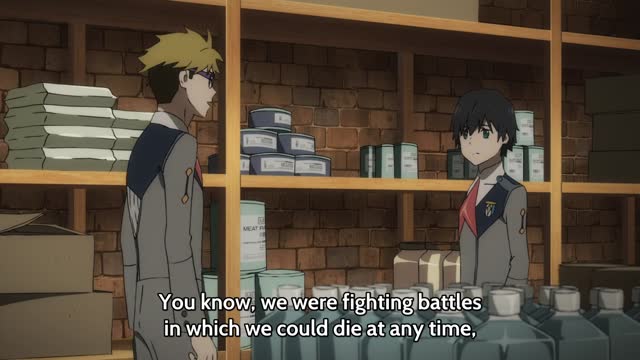 MEAT
You know, we were fighting battles
in which we could die at any time,